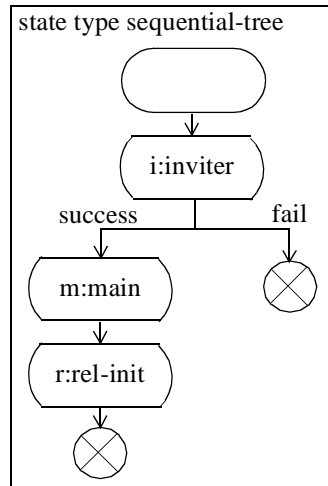 state type sequential-tree
i:inviter
success fail
m:main
r:rel-init